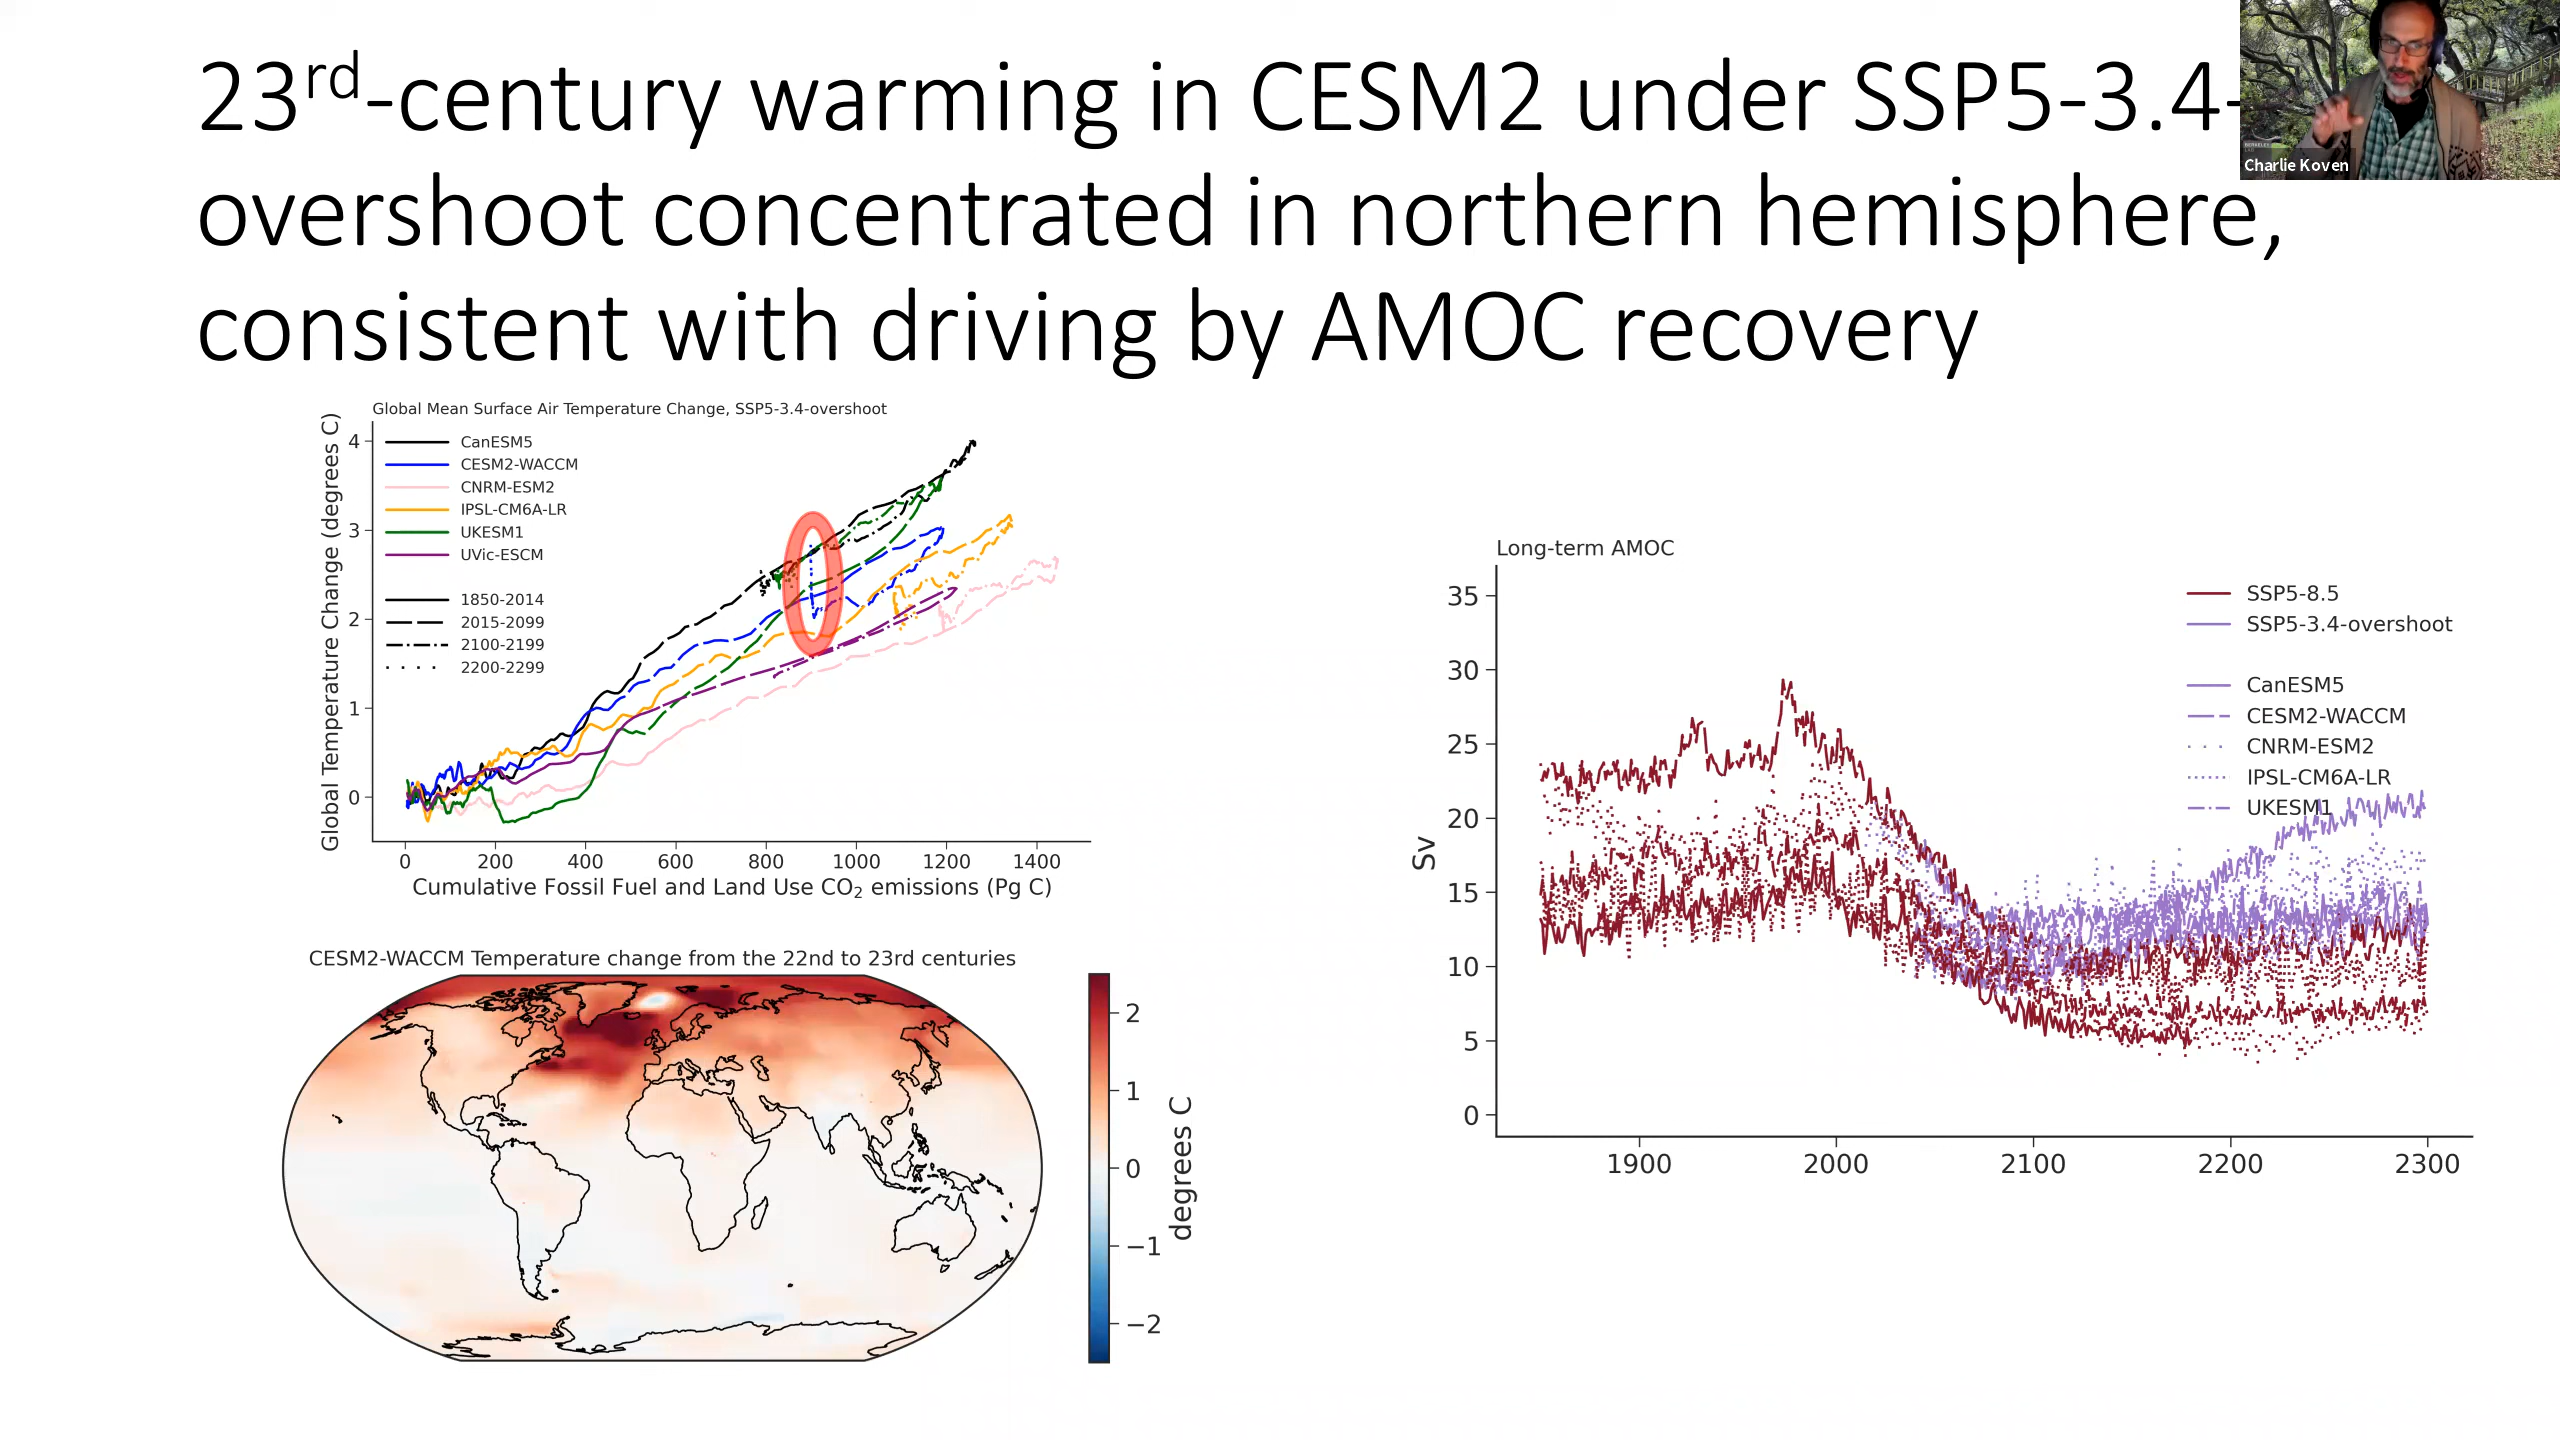 23rd-century warming in CESM2 under SSP5-3.4-
overshoot concentrated in northern hemisphere,
consistent with driving by AMOC recovery
Charlie Koven
Global Mean Surface Air Temperature Change, SSP5-3.4-overshoot
Global Temperature Change (degrees C)
4
3
2
1
0
CanESM5
CESM2-WACCM
CNRM-ESM2
IPSL-CM6A-LR
UKESM1
UVic-ESCM
1850-2014
2015-2099
2100-2199
2200-2299
0 200 400 600 800 1000 1200 1400
Cumulative Fossil Fuel and Land Use CO₂ emissions (Pg C)
CESM2-WACCM Temperature change from the 22nd to 23rd centuries
2
1
0
−1
−2
degrees C
Long-term AMOC
Sv
35
30
25
20
15
10
5
0
SSP5-8.5
SSP5-3.4-overshoot
CanESM5
CESM2-WACCM
CNRM-ESM2
IPSL-CM6A-LR
UKESM1
1900 2000 2100 2200 2300